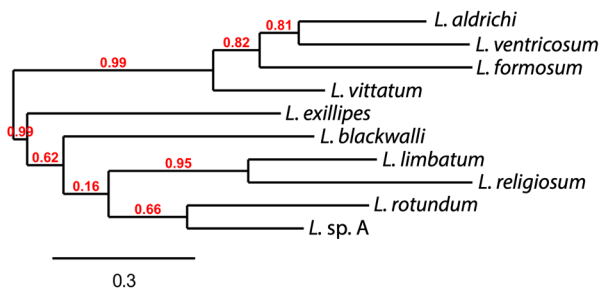 0.81 L. aldrichi
0.82 L. ventricosum
0.99 L. formosum
L. vittatum
L. exillipes
0.99 L. blackwalli
0.62 0.95 L. limbatum
0.16 L. religiosum
0.66 L. rotundum
L. sp. A
0.3